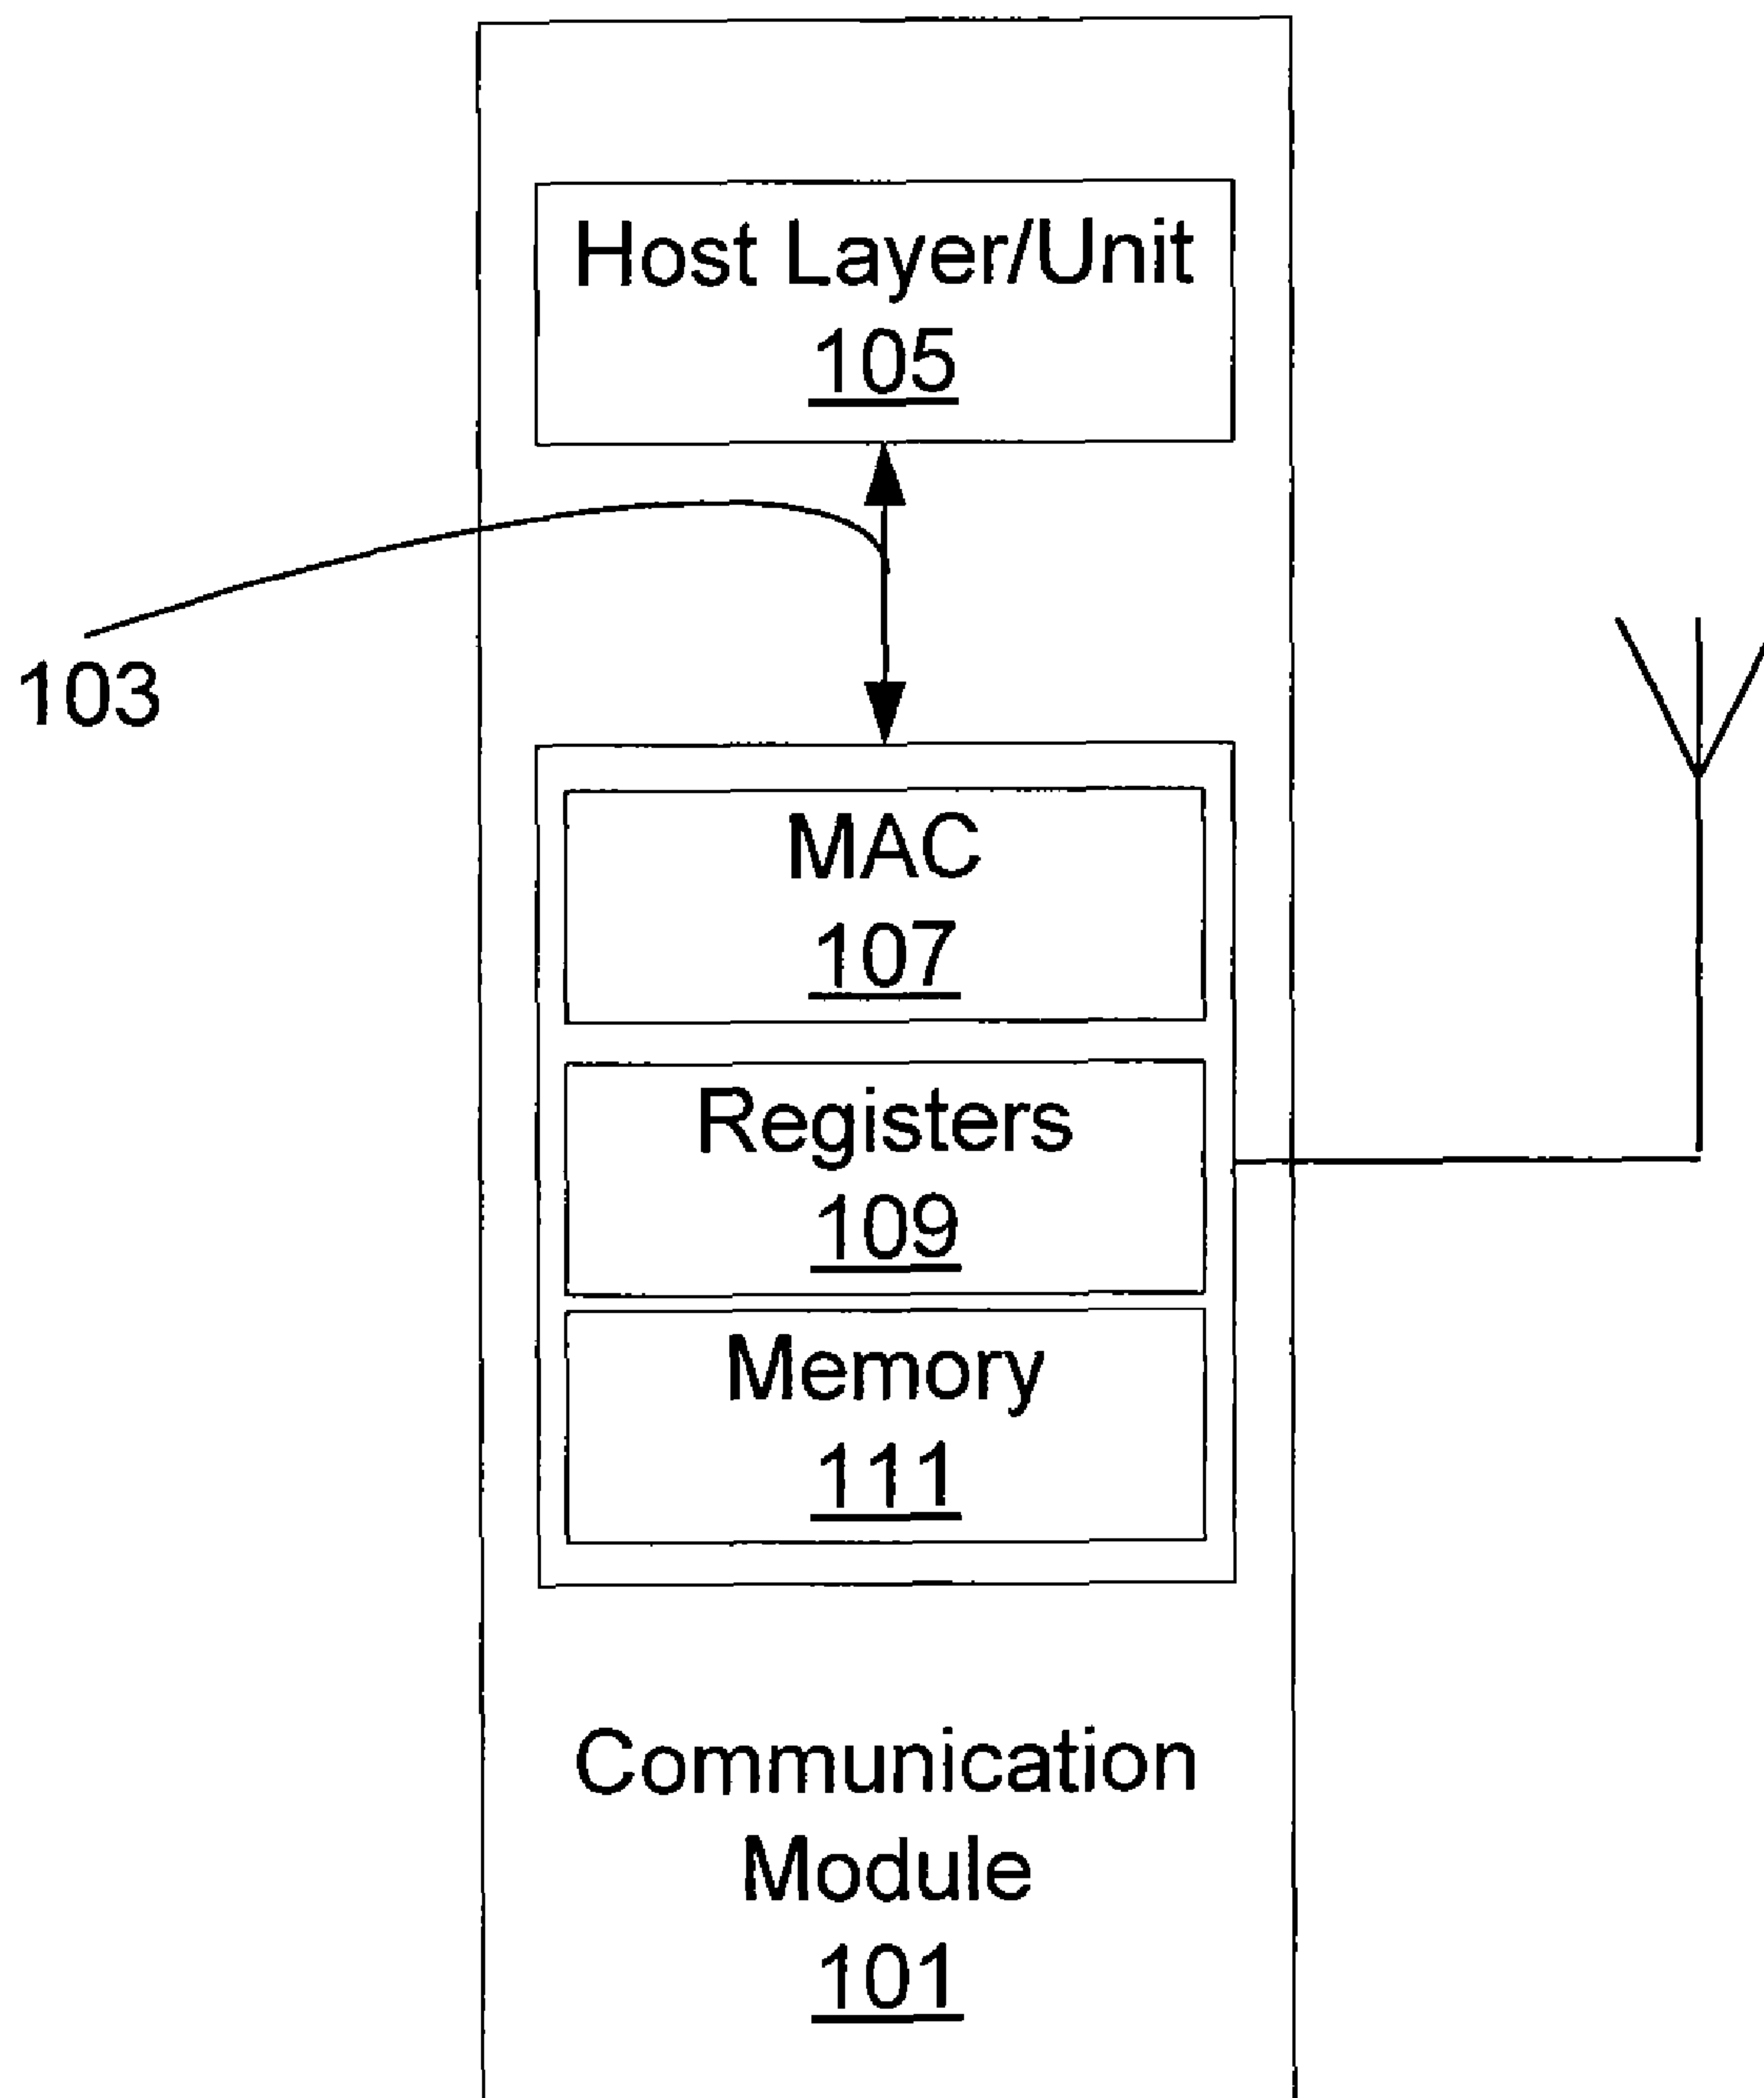 Host Layer/Unit
105
103
MAC
107
Registers
109
Memory
111
Communication
Module
101